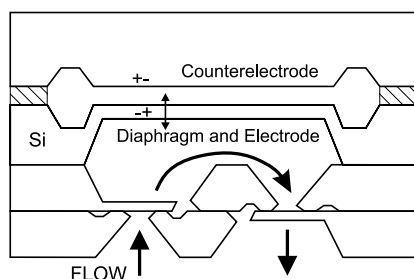 +-
Counterelectrode
-+
Si
Diaphragm and Electrode
FLOW